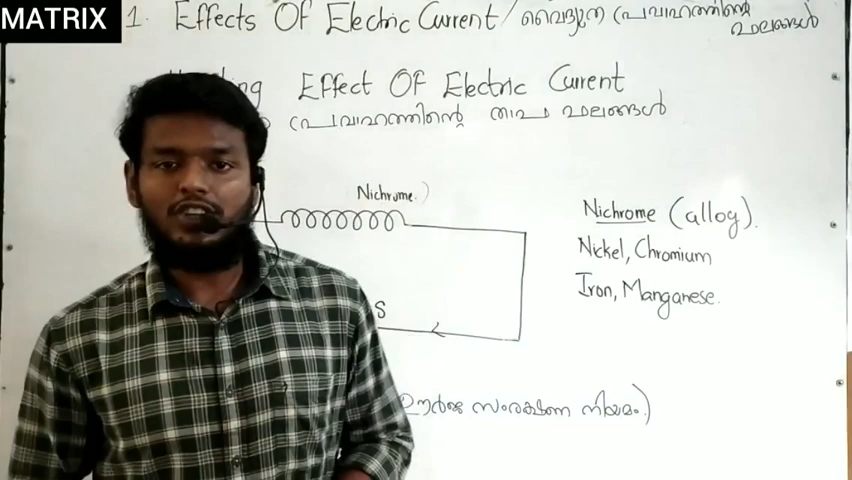 MATRIX
1. Effects Of Electric Current / വൈദ്യുത പ്രവാഹത്തിന്റെ
ഫലങ്ങൾ
Effect Of Electric Current
പ്രവാഹത്തിന്റെ താപ ഫലങ്ങൾ
Nichrome)
Nichrome (alloy).
Nickel, Chromium
Iron, Manganese.
S
ഊർജ്ജ സംരക്ഷണ നിയമം)